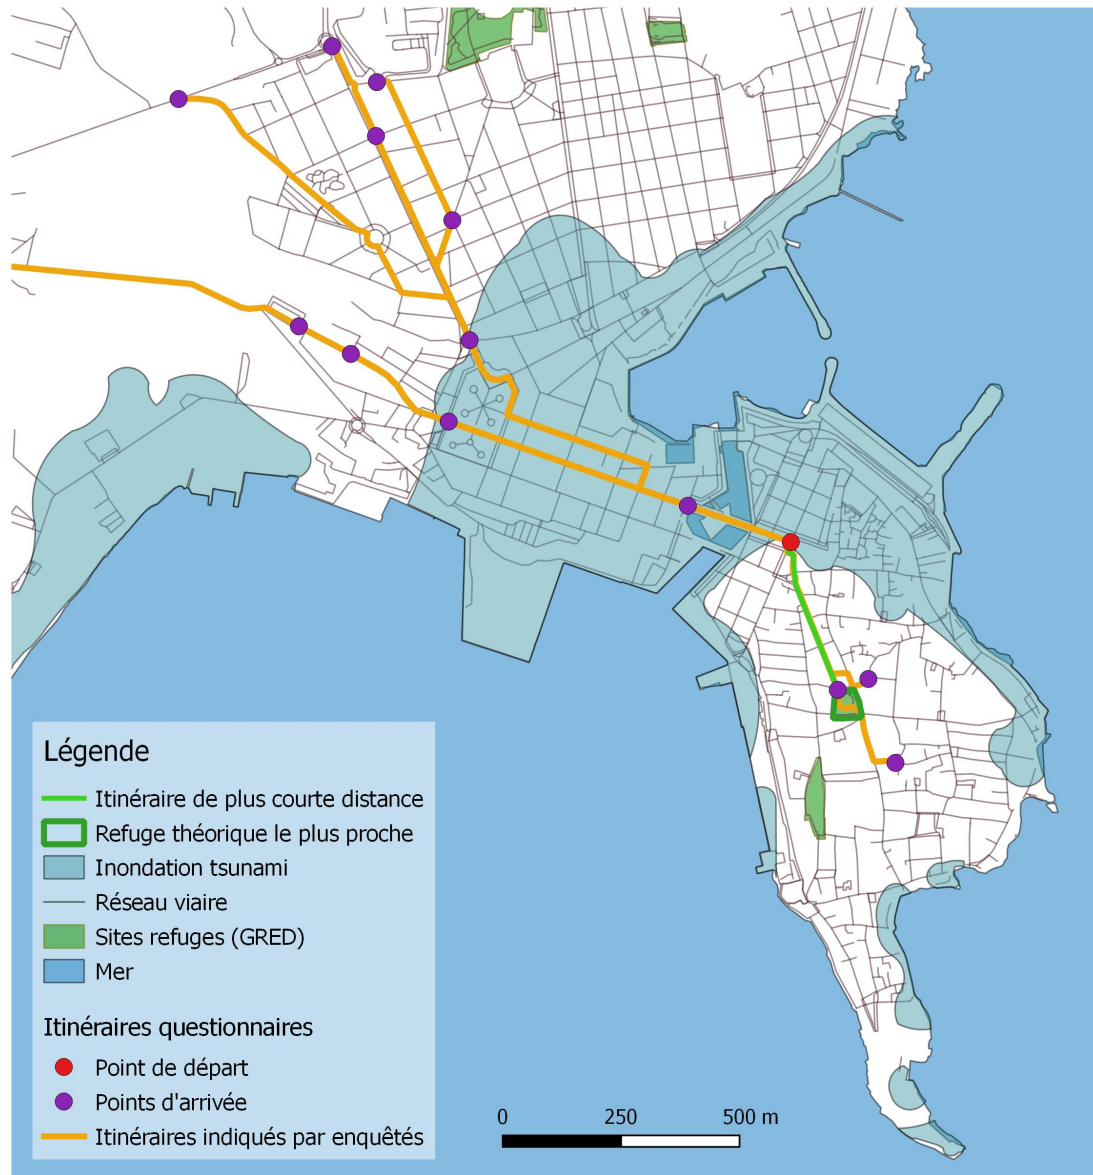 Légende
Itinéraire de plus courte distance
Refuge théorique le plus proche
Inondation tsunami
Réseau viaire
Sites refuges (GRED)
Mer
Itinéraires questionnaires
Point de départ
Points d'arrivée
Itinéraires indiqués par enquêtés
0 250 500 m